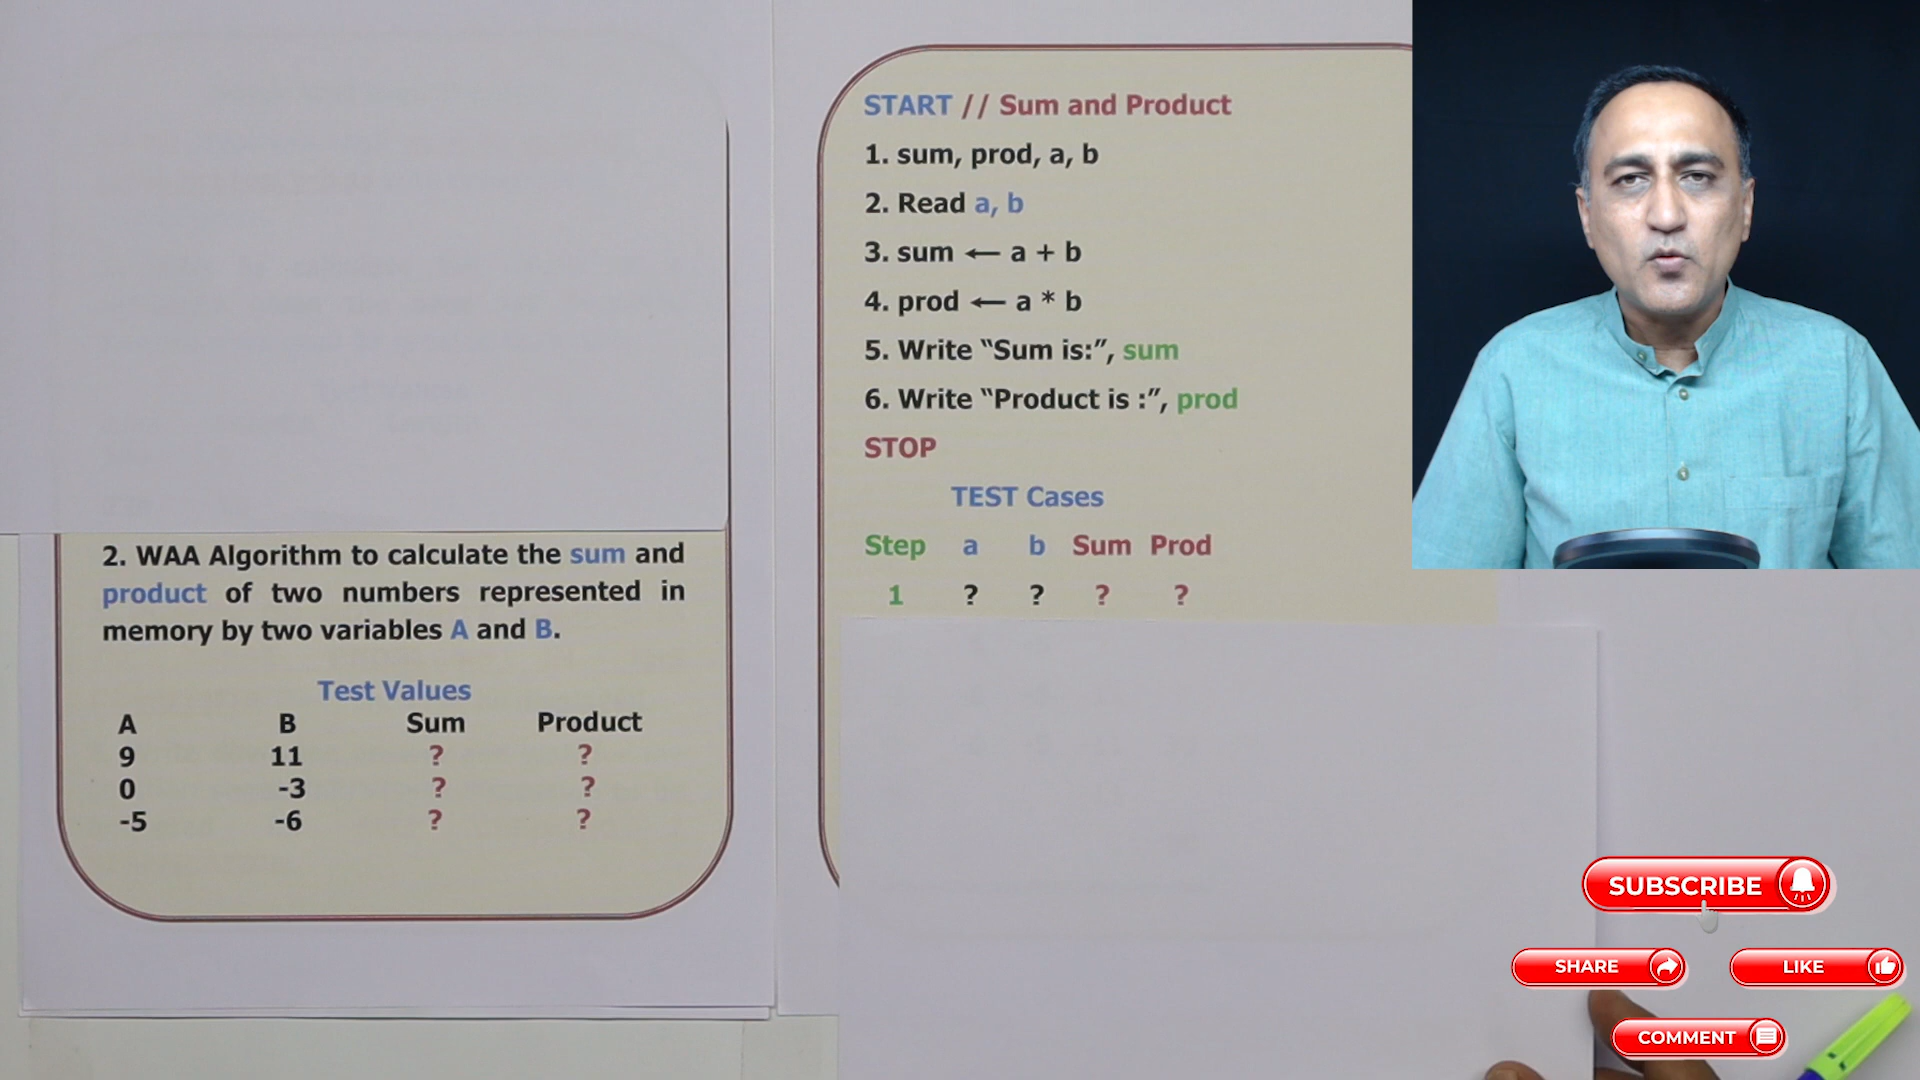 2. WAA Algorithm to calculate the sum and
product of two numbers represented in
memory by two variables A and B.
Test Values
A B Sum Product
9 11 ? ?
0 -3 ? ?
-5 -6 ? ?
START // Sum and Product
1. sum, prod, a, b
2. Read a, b
3. sum ← a + b
4. prod ← a * b
5. Write “Sum is:”, sum
6. Write “Product is :”, prod
STOP
TEST Cases
Step a b Sum Prod
1 ? ? ? ?
SUBSCRIBE
SHARE
LIKE
COMMENT